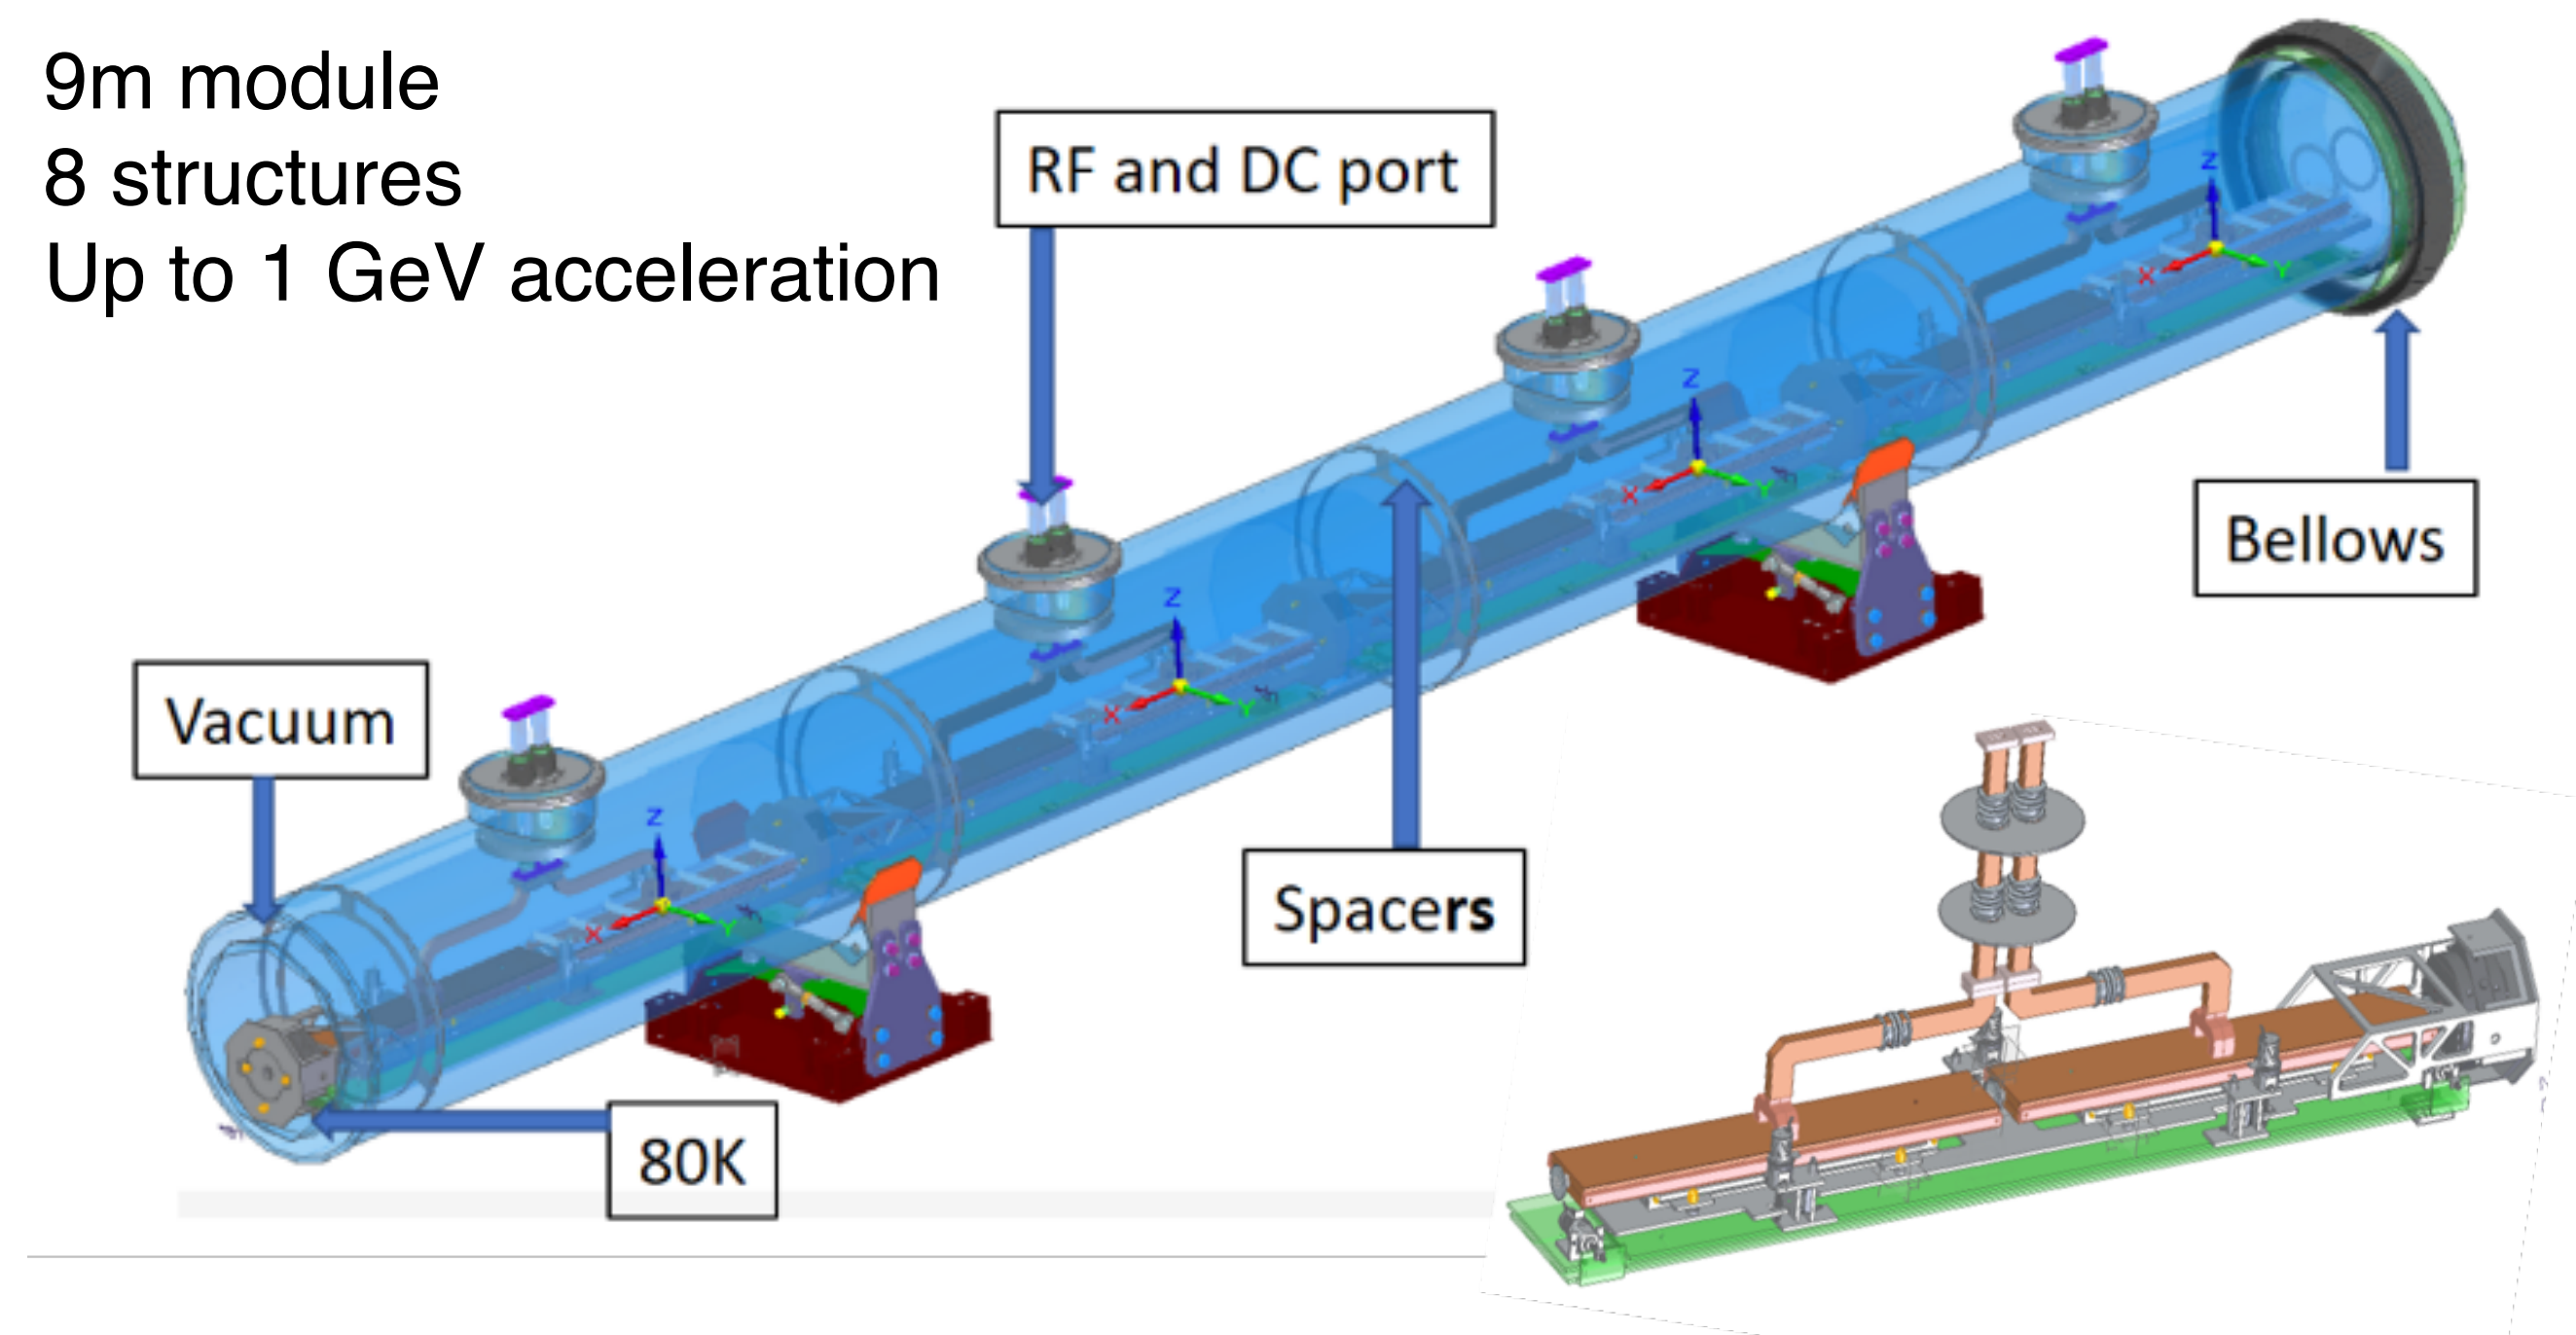 9m module
8 structures
Up to 1 GeV acceleration
RF and DC port
Bellows
Vacuum
Spacers
80K
Z
X
Y
Z
X
Y
Z
X
Y
Z
X
Y